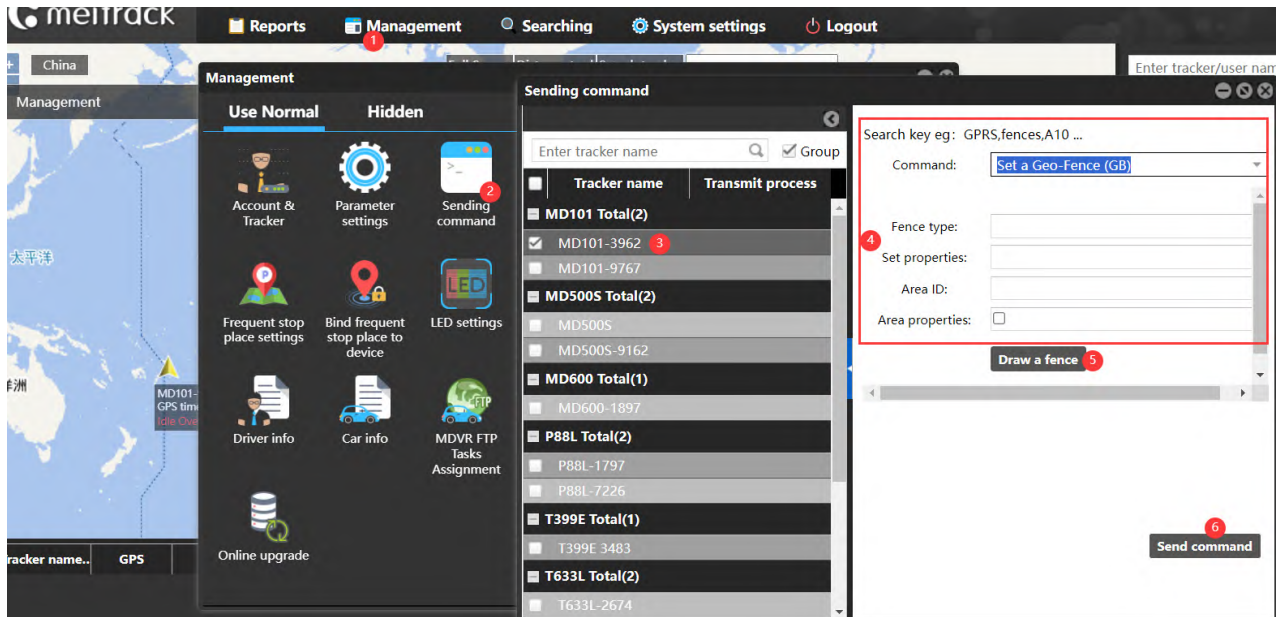 meitrack
Reports
Management
Searching
System settings
Logout
1
China
Enter tracker/user nam
Management
太平洋
MD101-
GPS tim
Idle Ove
racker name..
GPS
Management
Use Normal
Hidden
Account &
Tracker
Parameter
settings
>_
2
Sending
command
P
Frequent stop
place settings
Bind frequent
stop place to
device
LED
LED settings
Driver info
Car info
FTP
MDVR FTP
Tasks
Assignment
Online upgrade
Sending command
Enter tracker name
Group
Tracker name
Transmit process
MD101 Total(2)
MD101-3962
3
MD101-9767
MD500S Total(2)
MD500S
MD500S-9162
MD600 Total(1)
MD600-1897
P88L Total(2)
P88L-1797
P88L-7226
T399E Total(1)
T399E 3483
T633L Total(2)
T633L-2674
Search key eg: GPRS,fences,A10 ...
Command:
Set a Geo-Fence (GB)
Fence type:
4
Set properties:
Area ID:
Area properties:
Draw a fence
5
6
Send command